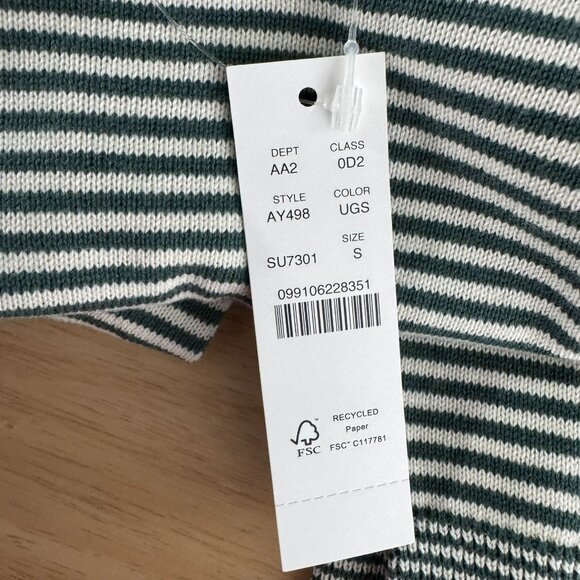 DEPT CLASS
AA2 0D2
STYLE COLOR
AY498 UGS
SIZE
SU7301 S
099106228351
RECYCLED
Paper
FSC FSC™ C117781